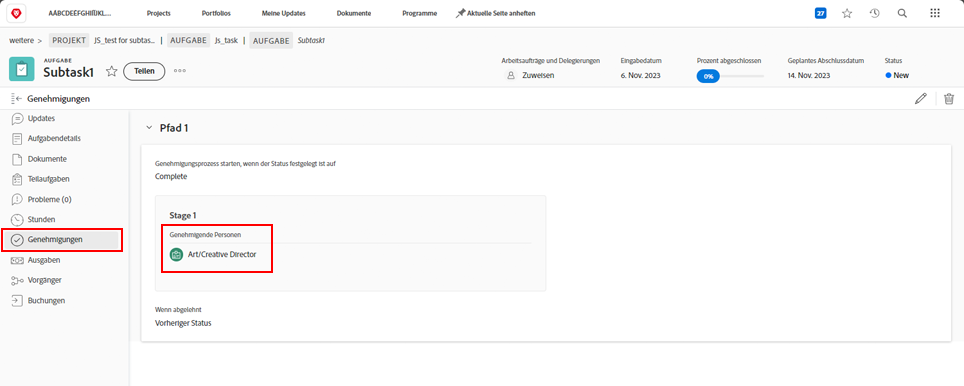 AÄBCDEFGHIÍÏJKL... Projects Portfolios Meine Updates Dokumente Programme Aktuelle Seite anheften 27
weitere > PROJEKT JS_test for subtas... | AUFGABE Js_task | AUFGABE Subtask1
AUFGABE
Subtask1 Teilen
Arbeitsaufträge und Delegierungen Eingabedatum Prozent abgeschlossen Geplantes Abschlussdatum Status
Zuweisen 6. Nov. 2023 0% 14. Nov. 2023 New
Genehmigungen
Updates
Aufgabendetails
Dokumente
Teilaufgaben
Probleme (0)
Stunden
Genehmigungen
Ausgaben
Vorgänger
Buchungen
Pfad 1
Genehmigungsprozess starten, wenn der Status festgelegt ist auf
Complete
Stage 1
Genehmigende Personen
Art/Creative Director
Wenn abgelehnt
Vorheriger Status